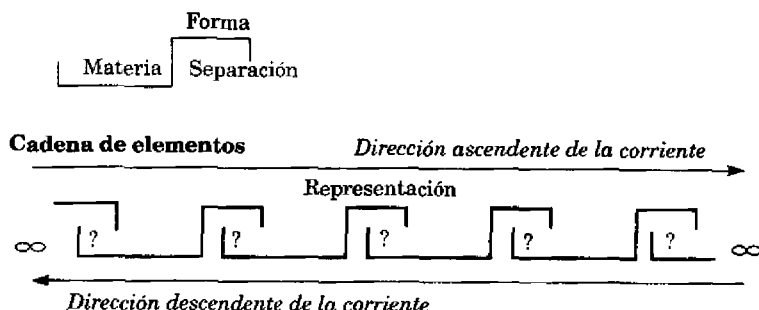 Forma
Materia Separación
Cadena de elementos Dirección ascendente de la corriente
Representación
∞ ? ? ? ? ? ∞
Dirección descendente de la corriente